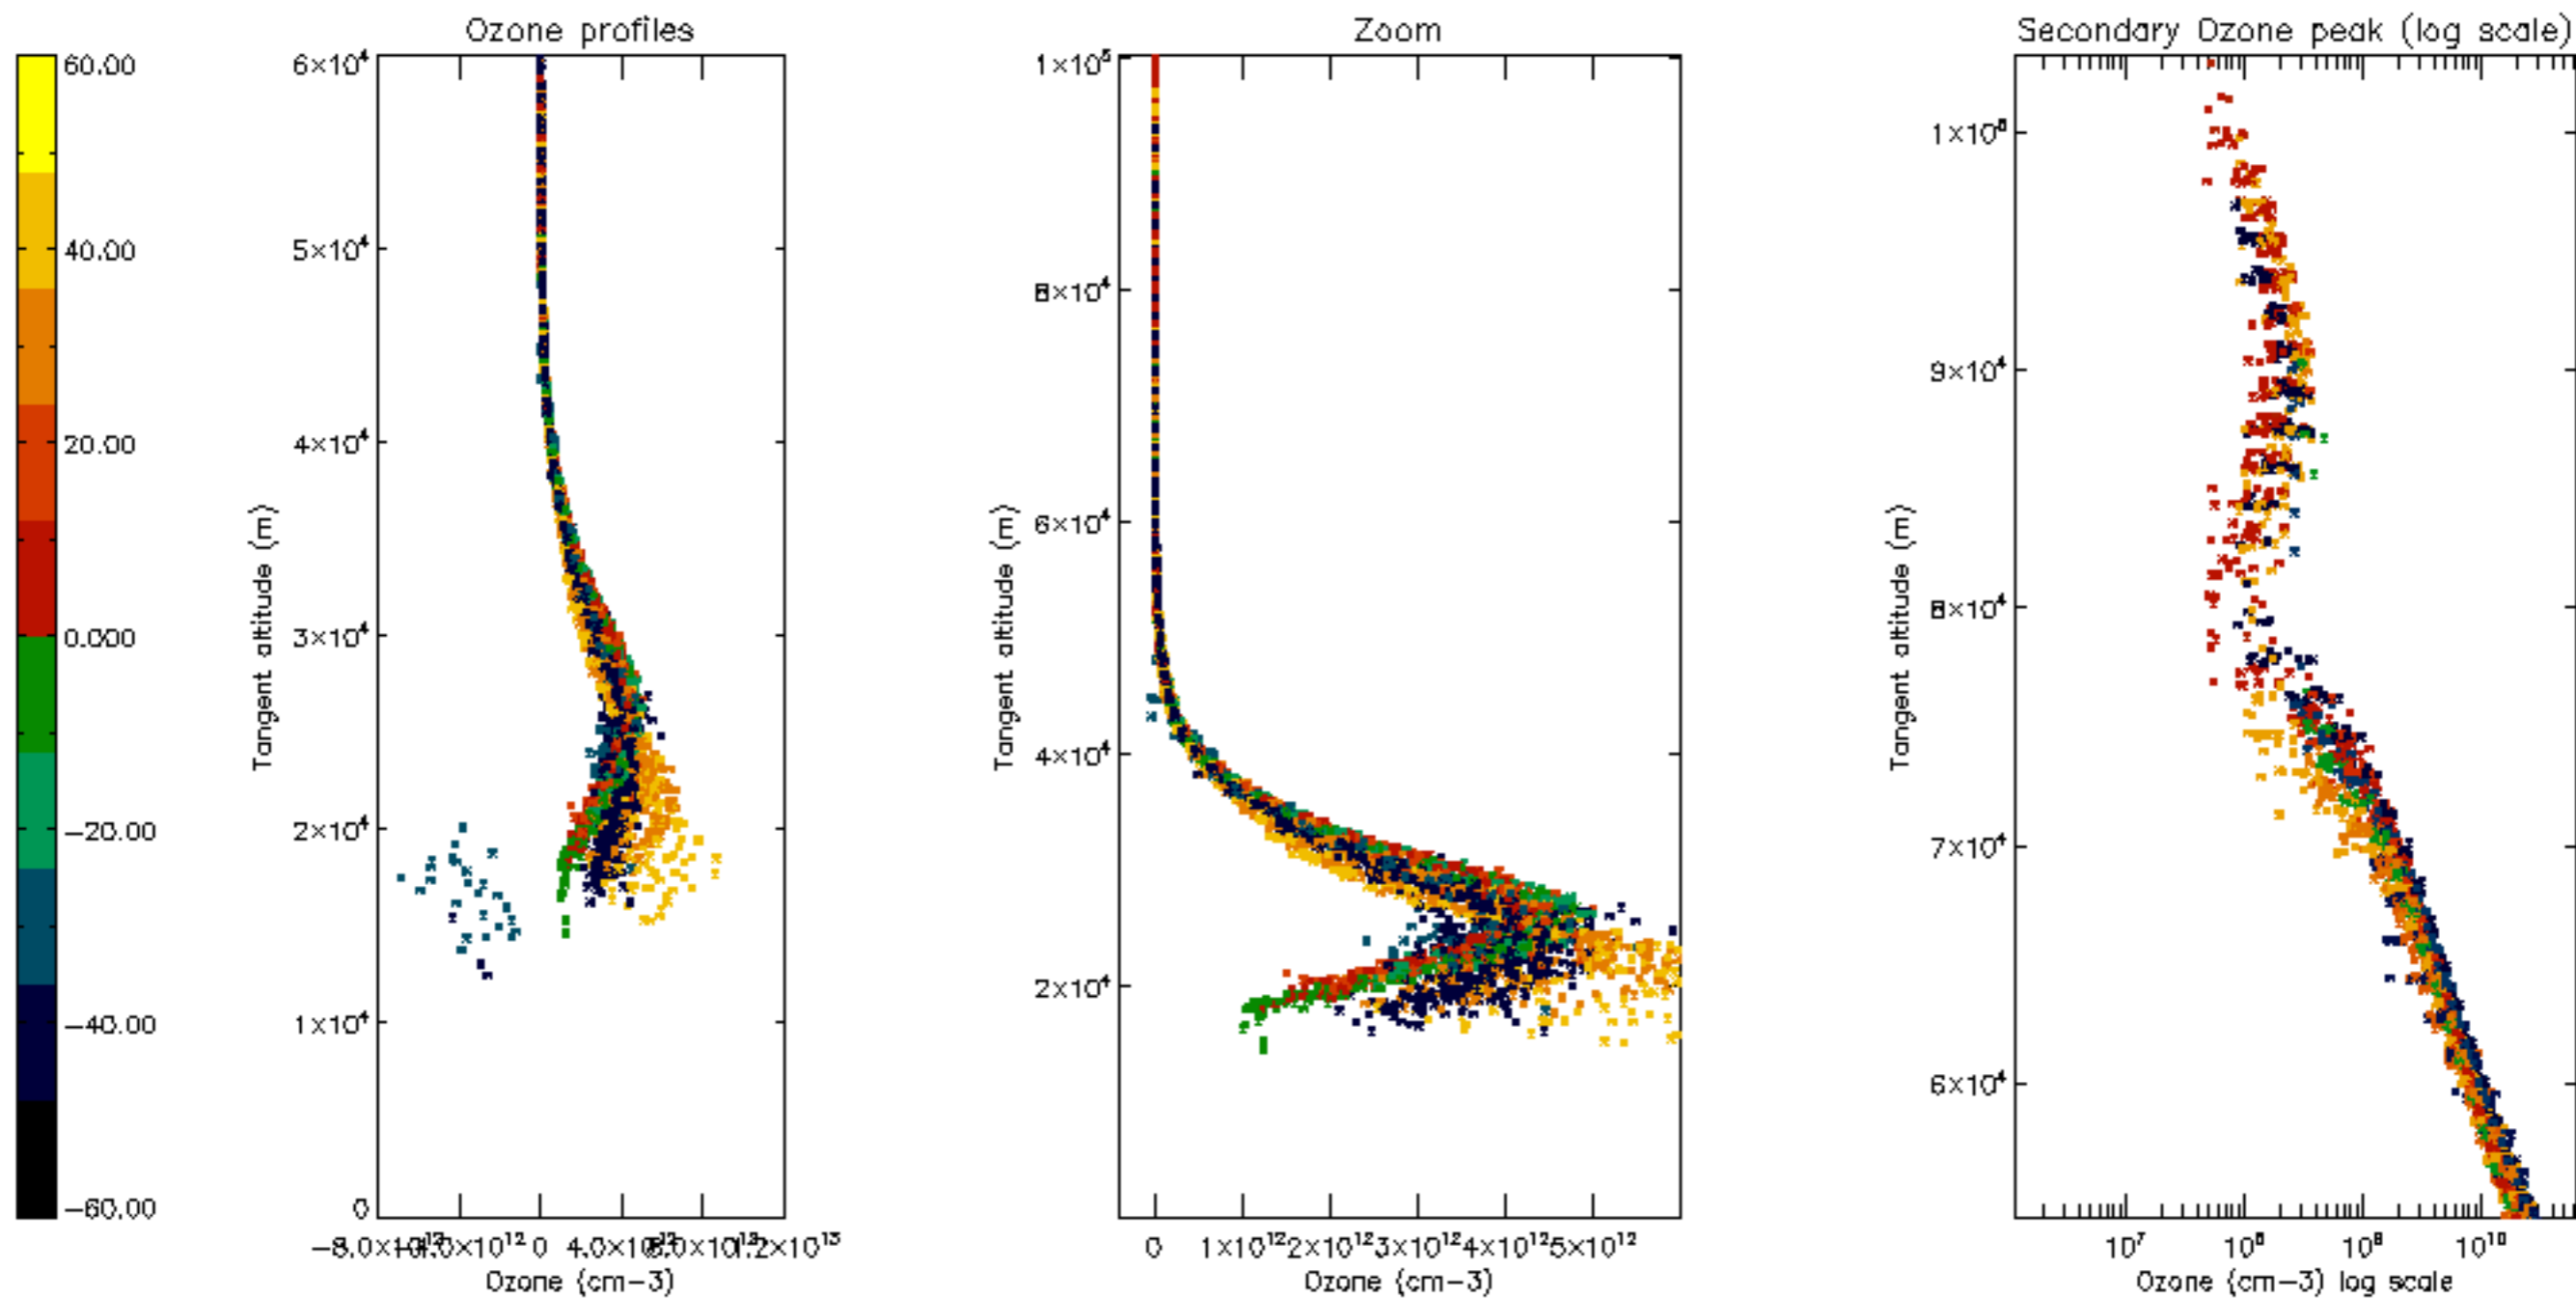 Ozone profiles
Zoom
Secondary Ozone peak (log scale)
60.00
40.00
20.00
0.000
−20.00
−40.00
−60.00
6×10⁴
5×10⁴
4×10⁴
3×10⁴
2×10⁴
1×10⁴
0
Tangent altitude (m)
0 4.0×10¹²
Ozone (cm−3)
1×10⁵
8×10⁴
6×10⁴
4×10⁴
2×10⁴
Tangent altitude (m)
0 1×10¹² 2×10¹² 3×10¹² 4×10¹² 5×10¹²
Ozone (cm−3)
9×10⁴
8×10⁴
7×10⁴
6×10⁴
Tangent altitude (m)
10⁷ 10⁸ 10⁹ 10¹⁰
Ozone (cm−3) log scale